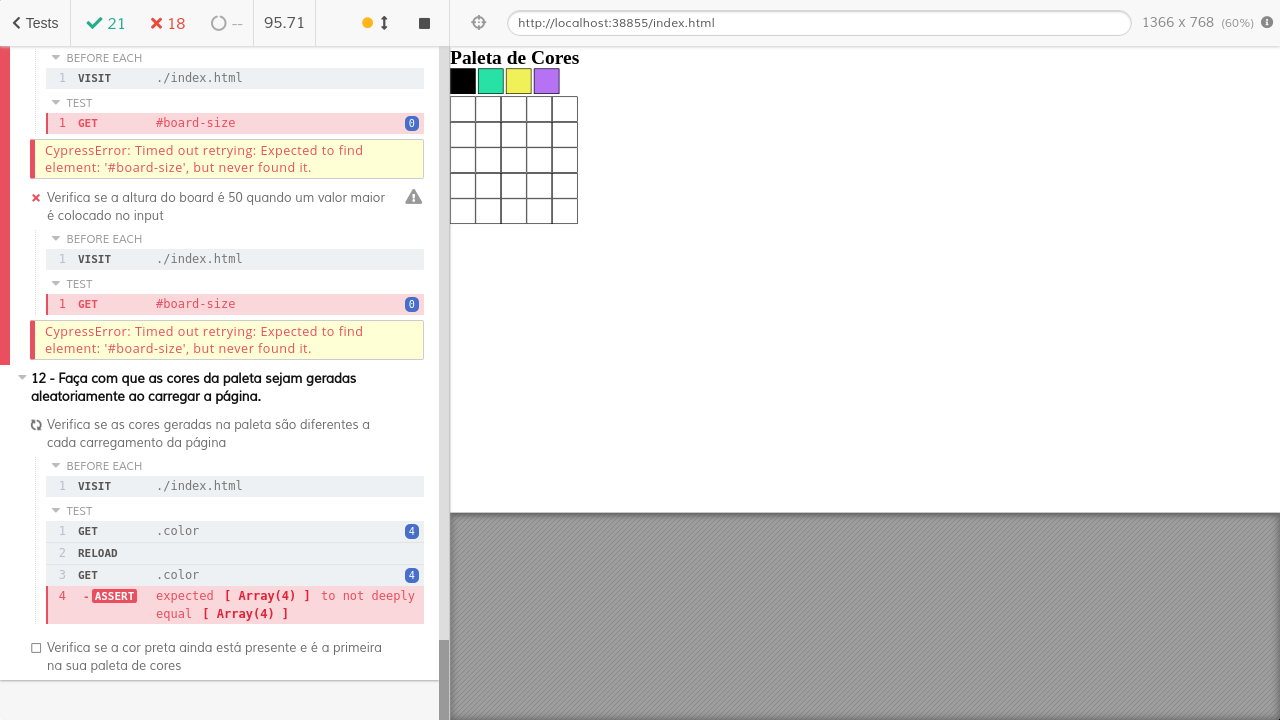 Tests 21 18 -- 95.71
http://localhost:38855/index.html 1366 x 768 (60%)
BEFORE EACH
1 VISIT ./index.html
TEST
1 GET #board-size 0
CypressError: Timed out retrying: Expected to find
element: '#board-size', but never found it.
Verifica se a altura do board é 50 quando um valor maior
é colocado no input
BEFORE EACH
1 VISIT ./index.html
TEST
1 GET #board-size 0
CypressError: Timed out retrying: Expected to find
element: '#board-size', but never found it.
12 - Faça com que as cores da paleta sejam geradas
aleatoriamente ao carregar a página.
Verifica se as cores geradas na paleta são diferentes a
cada carregamento da página
BEFORE EACH
1 VISIT ./index.html
TEST
1 GET .color 4
2 RELOAD
3 GET .color 4
4 -ASSERT expected [ Array(4) ] to not deeply
equal [ Array(4) ]
Verifica se a cor preta ainda está presente e é a primeira
na sua paleta de cores
Paleta de Cores